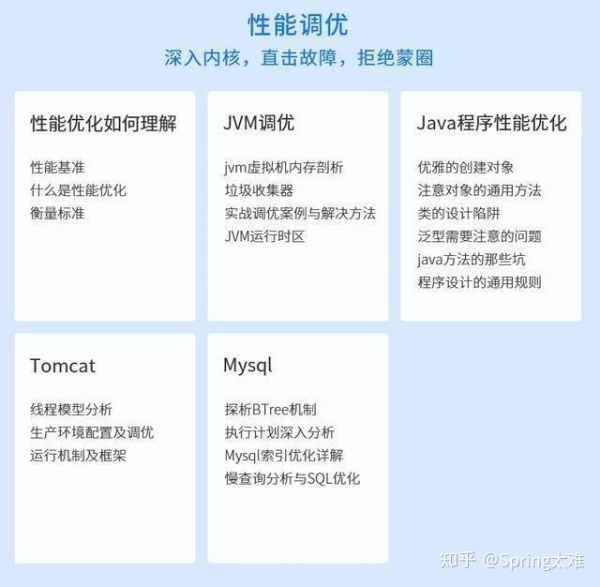 性能调优
深入内核，直击故障，拒绝蒙圈
性能优化如何理解
性能基准
什么是性能优化
衡量标准
JVM调优
jvm虚拟机内存剖析
垃圾收集器
实战调优案例与解决方法
JVM运行时区
Java程序性能优化
优雅的创建对象
注意对象的通用方法
类的设计陷阱
泛型需要注意的问题
java方法的那些坑
程序设计的通用规则
Tomcat
线程模型分析
生产环境配置及调优
运行机制及框架
Mysql
探析BTree机制
执行计划深入分析
Mysql索引优化详解
慢查询分析与SQL优化
知乎 @Spring太难